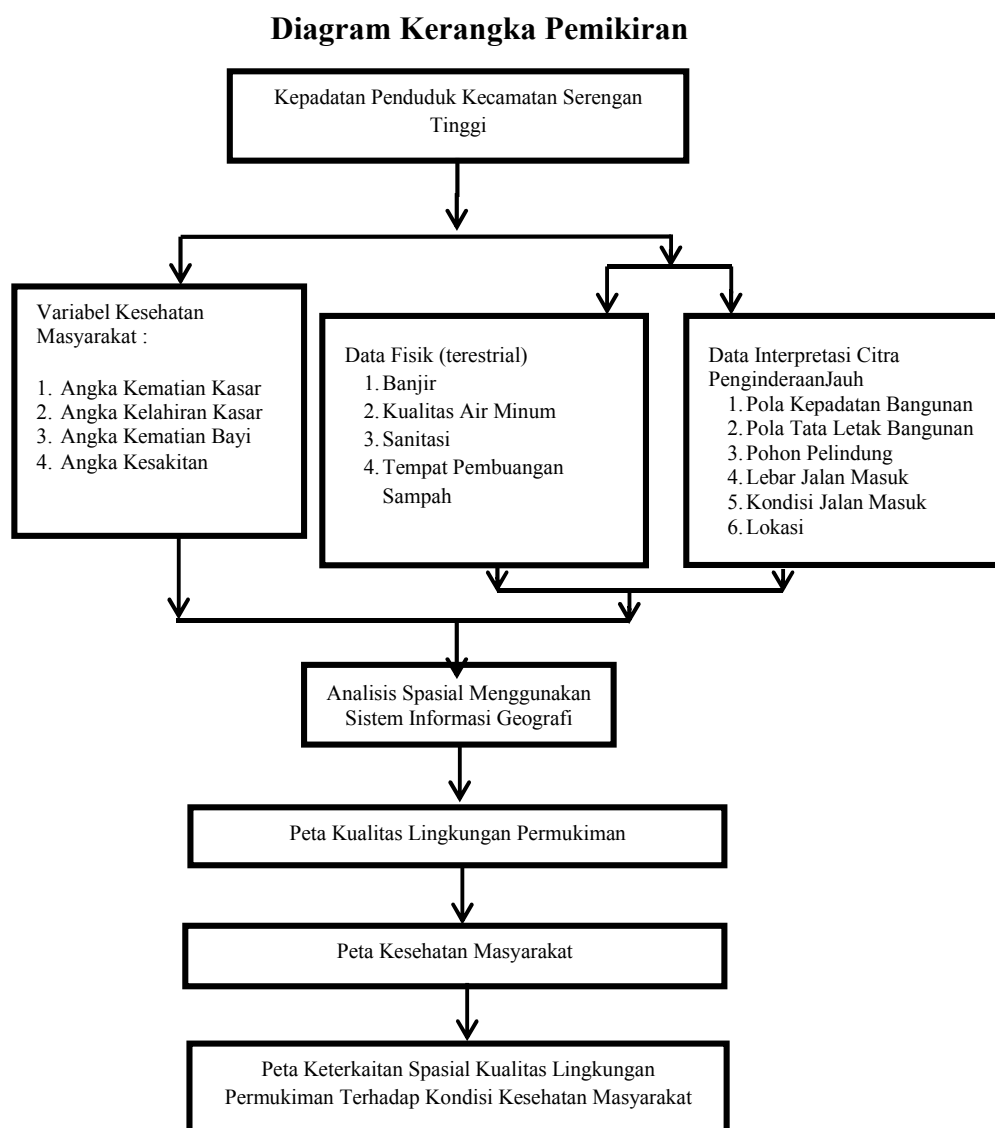 Diagram Kerangka Pemikiran
Kepadatan Penduduk Kecamatan Serengan
Tinggi
Variabel Kesehatan
Masyarakat :
1. Angka Kematian Kasar
2. Angka Kelahiran Kasar
3. Angka Kematian Bayi
4. Angka Kesakitan
Data Fisik (terestrial)
1. Banjir
2. Kualitas Air Minum
3. Sanitasi
4. Tempat Pembuangan
Sampah
Data Interpretasi Citra
PenginderaanJauh
1. Pola Kepadatan Bangunan
2. Pola Tata Letak Bangunan
3. Pohon Pelindung
4. Lebar Jalan Masuk
5. Kondisi Jalan Masuk
6. Lokasi
Analisis Spasial Menggunakan
Sistem Informasi Geografi
Peta Kualitas Lingkungan Permukiman
Peta Kesehatan Masyarakat
Peta Keterkaitan Spasial Kualitas Lingkungan
Permukiman Terhadap Kondisi Kesehatan Masyarakat